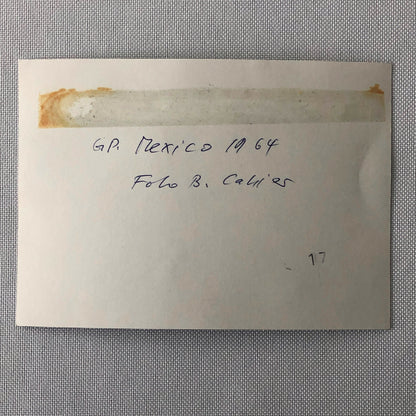 GP. Mexico 1964
Foto B. Cahier
17